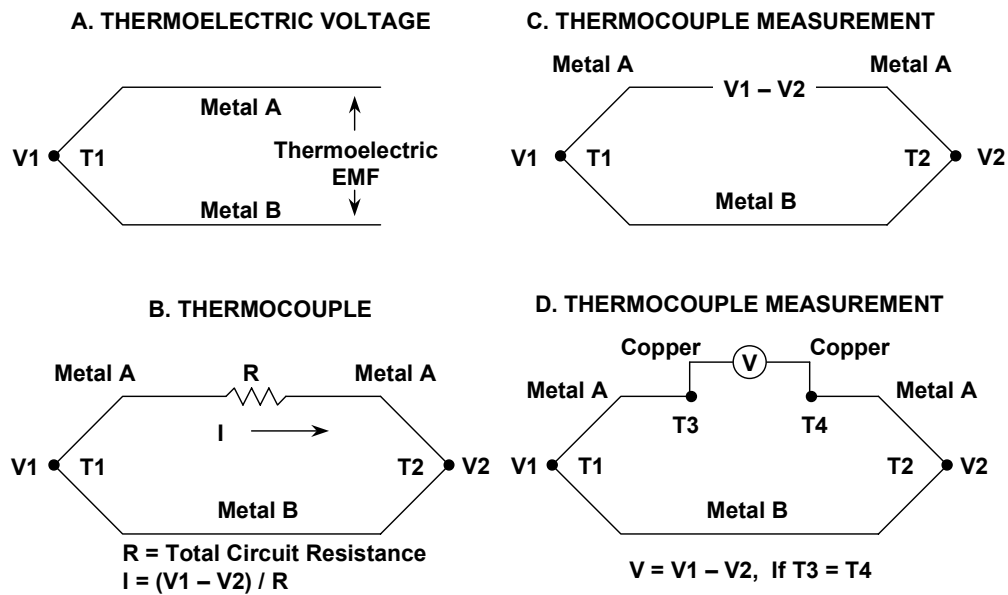 A. THERMOELECTRIC VOLTAGE
Metal A
Thermoelectric
EMF
V1
T1
Metal B
C. THERMOCOUPLE MEASUREMENT
Metal A
Metal A
V1 – V2
V1
T1
T2
V2
Metal B
B. THERMOCOUPLE
Metal A
R
Metal A
I
V1
T1
T2
V2
Metal B
R = Total Circuit Resistance
I = (V1 – V2) / R
D. THERMOCOUPLE MEASUREMENT
Copper
V
Copper
Metal A
Metal A
T3
T4
V1
T1
T2
V2
Metal B
V = V1 – V2, If T3 = T4